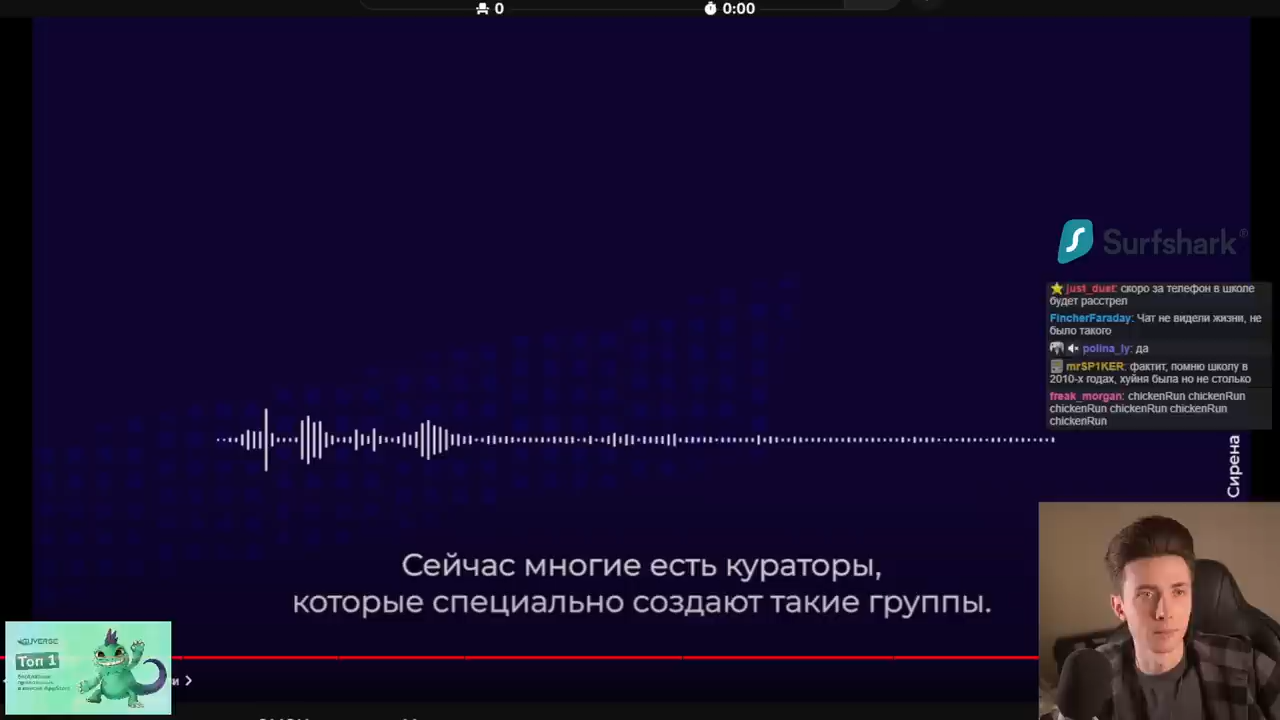 0
0:00
Surfshark®
just_duet: скоро за телефон в школе
будет расстрел
FincherFaraday: Чат не видели жизни, не
было такого
polina_ly: да
mrSP1KER: фактит, помню школу в
2010-х годах, хуйня была но не столько
freak_morgan: chickenRun chickenRun
chickenRun chickenRun chickenRun
chickenRun
Сирена
Сейчас многие есть кураторы,
которые специально создают такие группы.
Топ 1